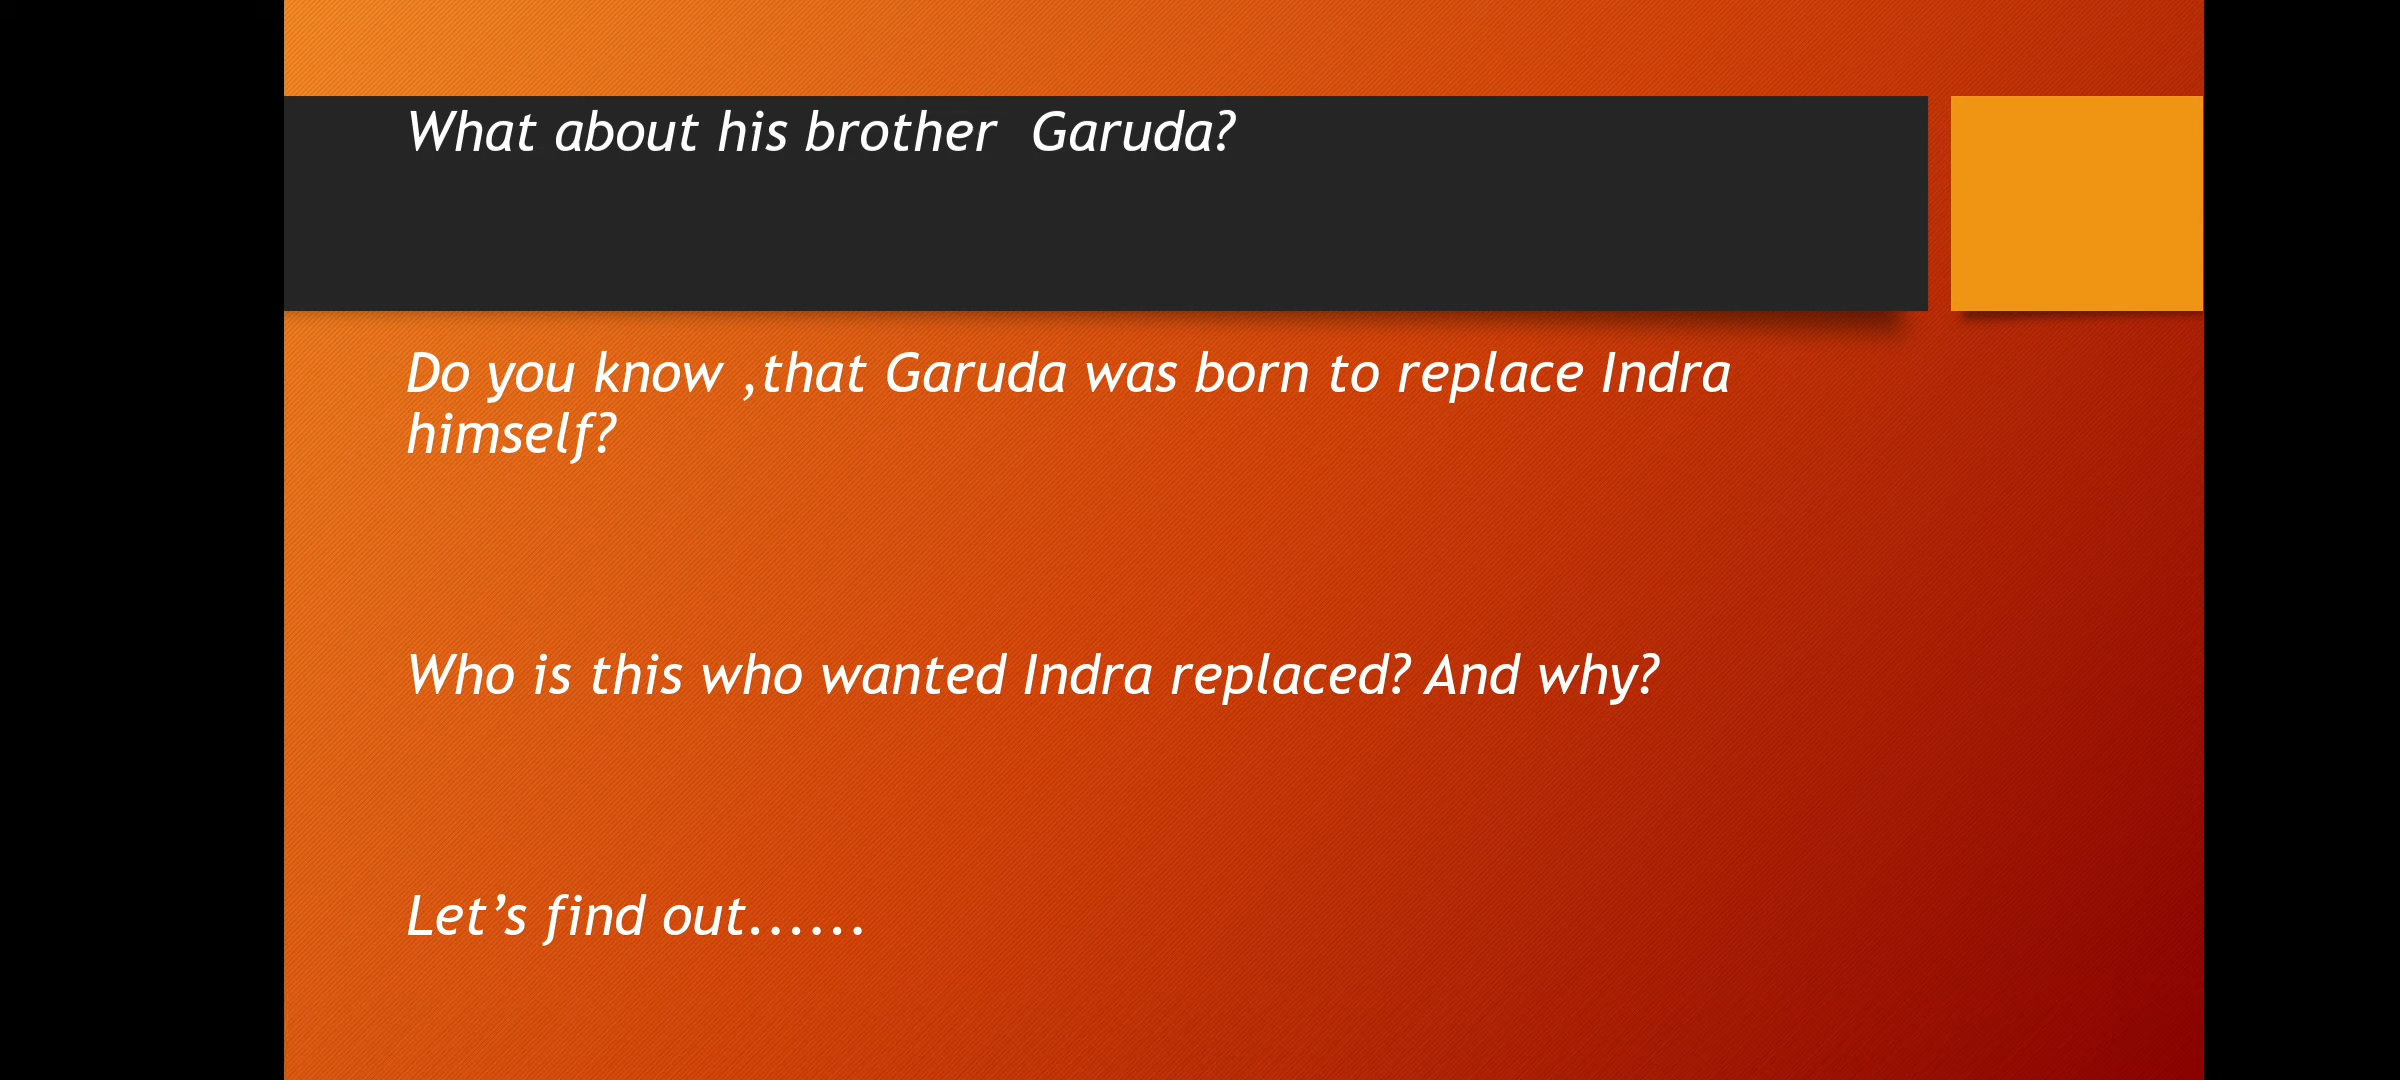 What about his brother  Garuda?
Do you know ,that Garuda was born to replace Indra
himself?
Who is this who wanted Indra replaced? And why?
Let’s find out......